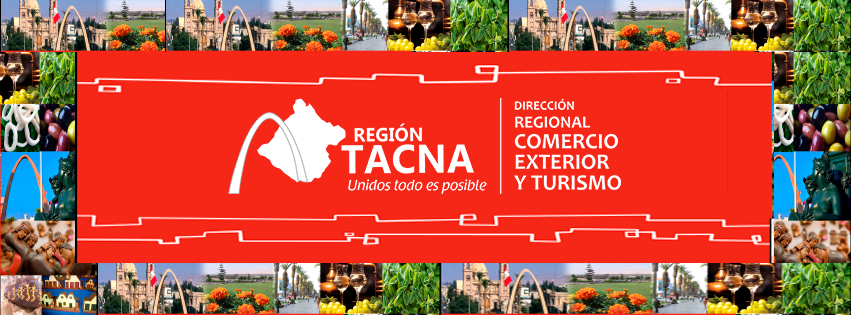 REGIÓN
TACNA
Unidos todo es posible
DIRECCIÓN
REGIONAL
COMERCIO
EXTERIOR
Y TURISMO